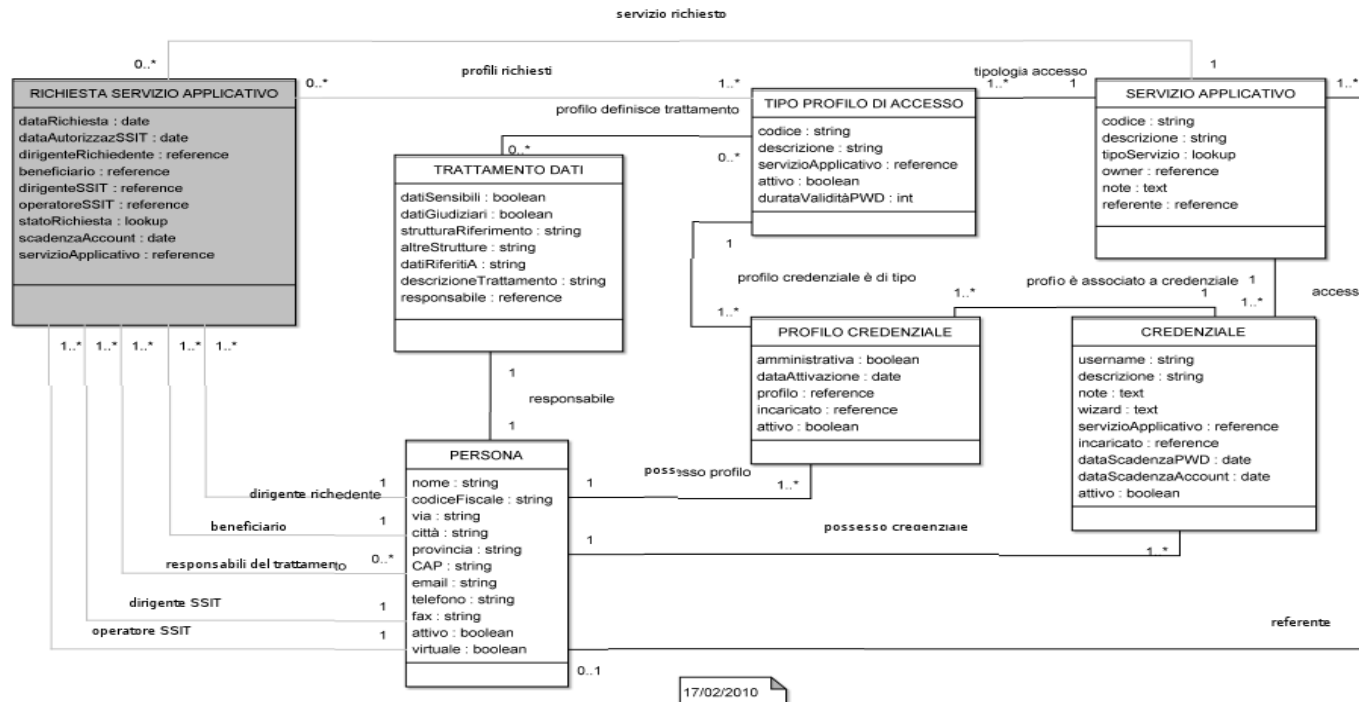 servizio richiesto
0..*
0..*
profili richiesti
1..*
tipologia accesso
1..*
1
1
1..*
RICHIESTA SERVIZIO APPLICATIVO
dataRichiesta : date
dataAutorizzazSSIT : date
dirigenteRichiedente : reference
beneficiario : reference
dirigenteSSIT : reference
operatoreSSIT : reference
statoRichiesta : lookup
scadenzaAccount : date
servizioApplicativo : reference
1..*
1..*
1..*
1..*
1..*
profilo definisce trattamento
0..*
0..*
TRATTAMENTO DATI
datiSensibili : boolean
datiGiudiziari : boolean
strutturaRiferimento : string
altreStrutture : string
datiRiferitiA : string
descrizioneTrattamento : string
responsabile : reference
TIPO PROFILO DI ACCESSO
codice : string
descrizione : string
servizioApplicativo : reference
attivo : boolean
durataValiditàPWD : int
SERVIZIO APPLICATIVO
codice : string
descrizione : string
tipoServizio : lookup
owner : reference
note : text
referente : reference
1
profilo credenziale è di tipo
1..*
1..*
profio è associato a credenziale
1
1
1..*
access
PROFILO CREDENZIALE
amministrativa : boolean
dataAttivazione : date
profilo : reference
incaricato : reference
attivo : boolean
CREDENZIALE
username : string
descrizione : string
note : text
wizard : text
servizioApplicativo : reference
incaricato : reference
dataScadenzaPWD : date
dataScadenzaAccount : date
attivo : boolean
1
responsabile
1
PERSONA
nome : string
codiceFiscale : string
via : string
città : string
provincia : string
CAP : string
email : string
telefono : string
fax : string
attivo : boolean
virtuale : boolean
possesso profilo
1
1..*
possesso credenziale
1
1..*
dirigente richedente
1
beneficiario
1
responsabili del trattamento
0..*
dirigente SSIT
1
operatore SSIT
1
referente
0..1
17/02/2010